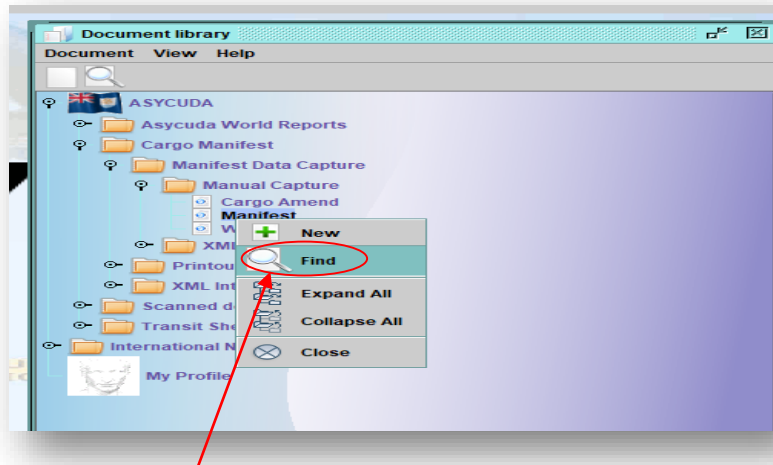 Document library
Document View Help
ASYCUDA
Asycuda World Reports
Cargo Manifest
Manifest Data Capture
Manual Capture
Cargo Amend
Manifest
New
Find
Expand All
Collapse All
Close
My Profile